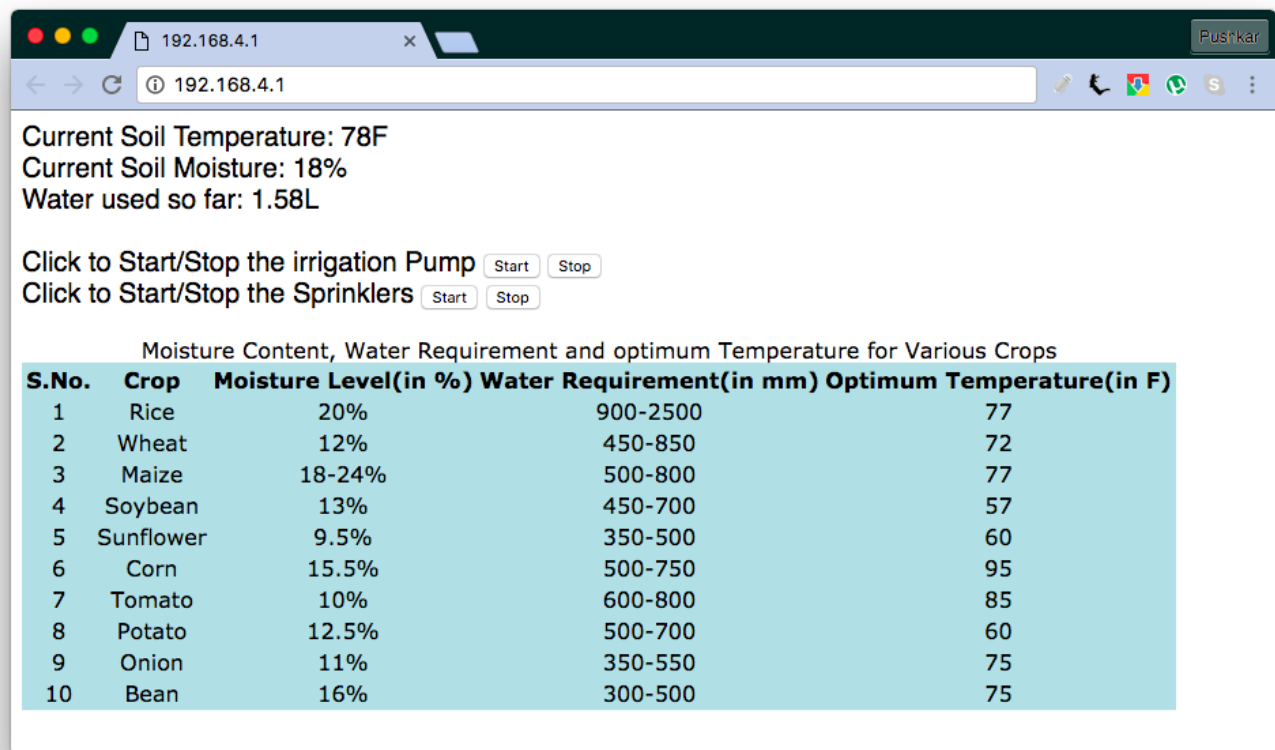 192.168.4.1
Pushkar
192.168.4.1
Current Soil Temperature: 78F
Current Soil Moisture: 18%
Water used so far: 1.58L
Click to Start/Stop the irrigation Pump Start Stop
Click to Start/Stop the Sprinklers Start Stop
Moisture Content, Water Requirement and optimum Temperature for Various Crops
S.No. Crop Moisture Level(in %) Water Requirement(in mm) Optimum Temperature(in F)
1 Rice 20% 900-2500 77
2 Wheat 12% 450-850 72
3 Maize 18-24% 500-800 77
4 Soybean 13% 450-700 57
5 Sunflower 9.5% 350-500 60
6 Corn 15.5% 500-750 95
7 Tomato 10% 600-800 85
8 Potato 12.5% 500-700 60
9 Onion 11% 350-550 75
10 Bean 16% 300-500 75